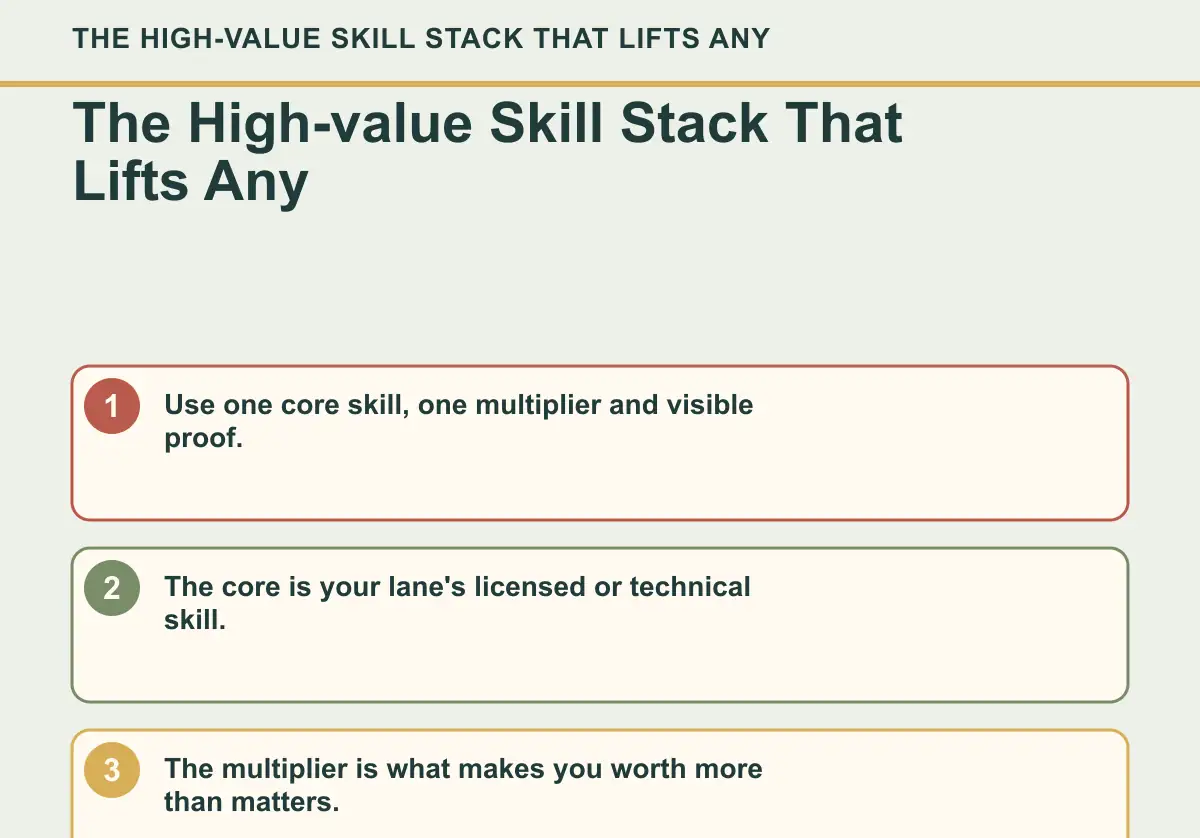 THE HIGH-VALUE SKILL STACK THAT LIFTS ANY
The High-value Skill Stack That
Lifts Any
1
Use one core skill, one multiplier and visible
proof.
2
The core is your lane's licensed or technical
skill.
3
The multiplier is what makes you worth more
than matters.